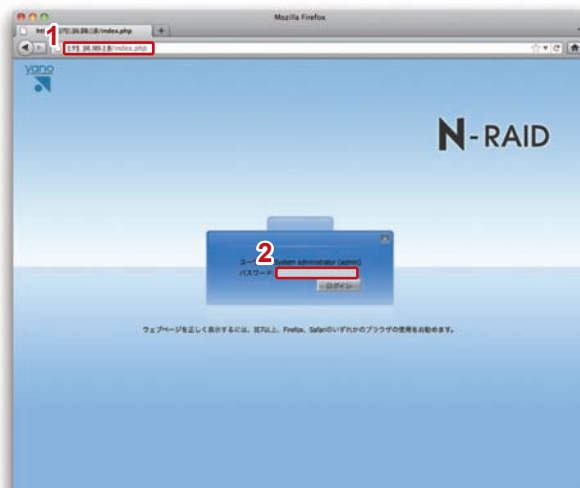 Mozilla Firefox
1
/index.php
/index.php
yano
N-RAID
2
System administrator (admin)
パスワード
ログイン
ウェブページを正しく表示するには、IE7以上、Firefox、Safariのいずれかのブラウザの使用をお勧めます。